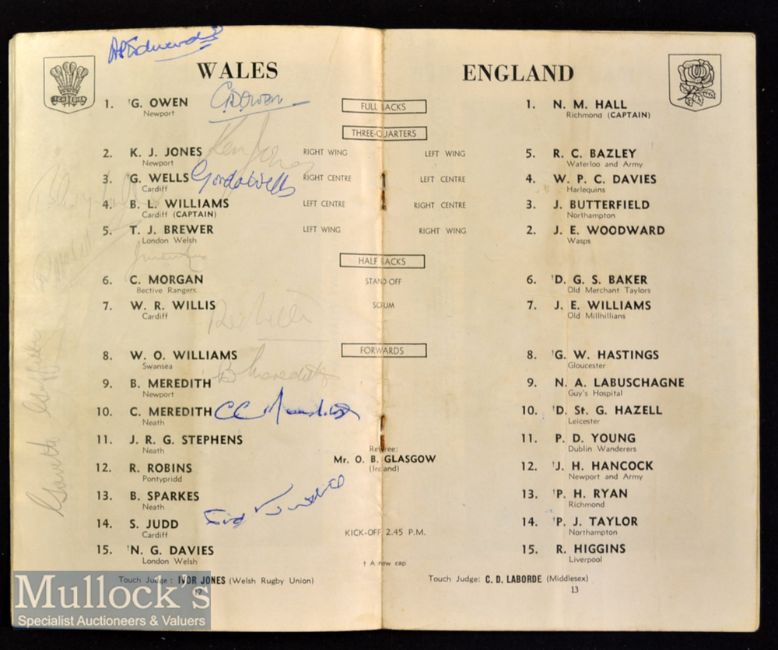 WALES
1. †G. OWEN
Newport
2. K. J. JONES
Newport
3. G. WELLS
Cardiff
4. B. L. WILLIAMS
Cardiff (CAPTAIN)
5. T. J. BREWER
London Welsh
6. C. MORGAN
Bective Rangers
7. W. R. WILLIS
Cardiff
8. W. O. WILLIAMS
Swansea
9. B. MEREDITH
Newport
10. C. MEREDITH
Neath
11. J. R. G. STEPHENS
Neath
12. R. ROBINS
Pontypridd
13. B. SPARKES
Neath
14. S. JUDD
Cardiff
15. †N. G. DAVIES
London Welsh
Touch Judge: IVOR JONES (Welsh Rugby Union)
Ken Jones
Gordon Wells
B Meredith
FULL BACKS
THREE-QUARTERS
RIGHT WING LEFT WING
RIGHT CENTRE LEFT CENTRE
LEFT CENTRE RIGHT CENTRE
LEFT WING RIGHT WING
HALF BACKS
STAND-OFF
SCRUM
FORWARDS
Referee:
Mr. O. B. GLASGOW
(Ireland)
KICK-OFF 2.45 P.M.
† A new cap
ENGLAND
1. N. M. HALL
Richmond (CAPTAIN)
5. R. C. BAZLEY
Waterloo and Army
4. W. P. C. DAVIES
Harlequins
3. J. BUTTERFIELD
Northampton
2. J. E. WOODWARD
Wasps
6. †D. G. S. BAKER
Old Merchant Taylors
7. J. E. WILLIAMS
Old Millhillians
8. †G. W. HASTINGS
Gloucester
9. N. A. LABUSCHAGNE
Guy's Hospital
10. †D. St. G. HAZELL
Leicester
11. P. D. YOUNG
Dublin Wanderers
12. †J. H. HANCOCK
Newport and Army
13. †P. H. RYAN
Richmond
14. †P. J. TAYLOR
Northampton
15. R. HIGGINS
Liverpool
Touch Judge: C. D. LABORDE (Middlesex)
13
Mullock's
Specialist Auctioneers & Valuers